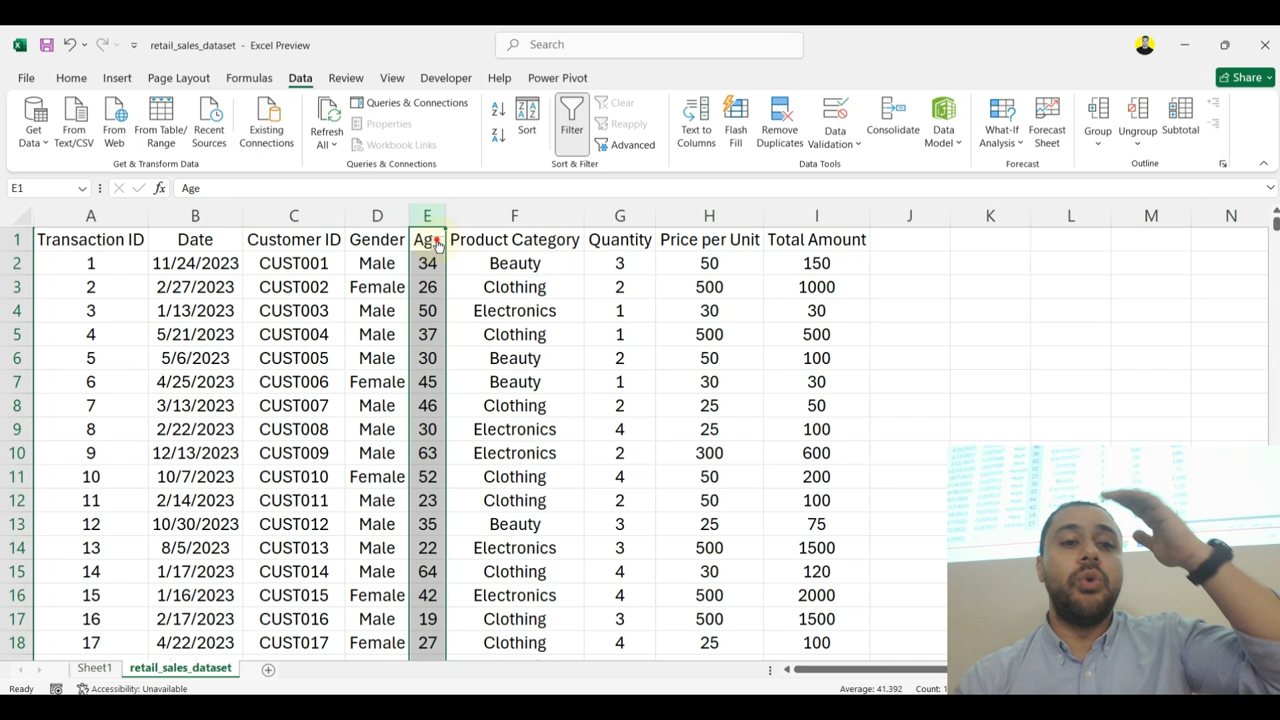 retail_sales_dataset - Excel Preview
Search
File Home Insert Page Layout Formulas Data Review View Developer Help Power Pivot
Share
Get Data
From Text/CSV
From Web
From Table/ Range
Recent Sources
Existing Connections
Get & Transform Data
Refresh All
Queries & Connections
Properties
Workbook Links
Queries & Connections
Sort
Filter
Clear
Reapply
Advanced
Sort & Filter
Text to Columns
Flash Fill
Remove Duplicates
Data Validation
Consolidate
Data Model
Data Tools
What-If Analysis
Forecast Sheet
Forecast
Group
Ungroup
Subtotal
Outline
E1 fx Age
A B C D E F G H I J K L M N
1 Transaction ID Date Customer ID Gender Product Category Quantity Price per Unit Total Amount
2 1 11/24/2023 CUST001 Male 34 Beauty 3 50 150
3 2 2/27/2023 CUST002 Female 26 Clothing 2 500 1000
4 3 1/13/2023 CUST003 Male 50 Electronics 1 30 30
5 4 5/21/2023 CUST004 Male 37 Clothing 1 500 500
6 5 5/6/2023 CUST005 Male 30 Beauty 2 50 100
7 6 4/25/2023 CUST006 Female 45 Beauty 1 30 30
8 7 3/13/2023 CUST007 Male 46 Clothing 2 25 50
9 8 2/22/2023 CUST008 Male 30 Electronics 4 25 100
10 9 12/13/2023 CUST009 Male 63 Electronics 2 300 600
11 10 10/7/2023 CUST010 Female 52 Clothing 4 50 200
12 11 2/14/2023 CUST011 Male 23 Clothing 2 50 100
13 12 10/30/2023 CUST012 Male 35 Beauty 3 25 75
14 13 8/5/2023 CUST013 Male 22 Electronics 3 500 1500
15 14 1/17/2023 CUST014 Male 64 Clothing 4 30 120
16 15 1/16/2023 CUST015 Female 42 Electronics 4 500 2000
17 16 2/17/2023 CUST016 Male 19 Clothing 3 500 1500
18 17 4/22/2023 CUST017 Female 27 Clothing 4 25 100
Sheet1 retail_sales_dataset
Ready Accessibility: Unavailable Average: 41.392 Count: